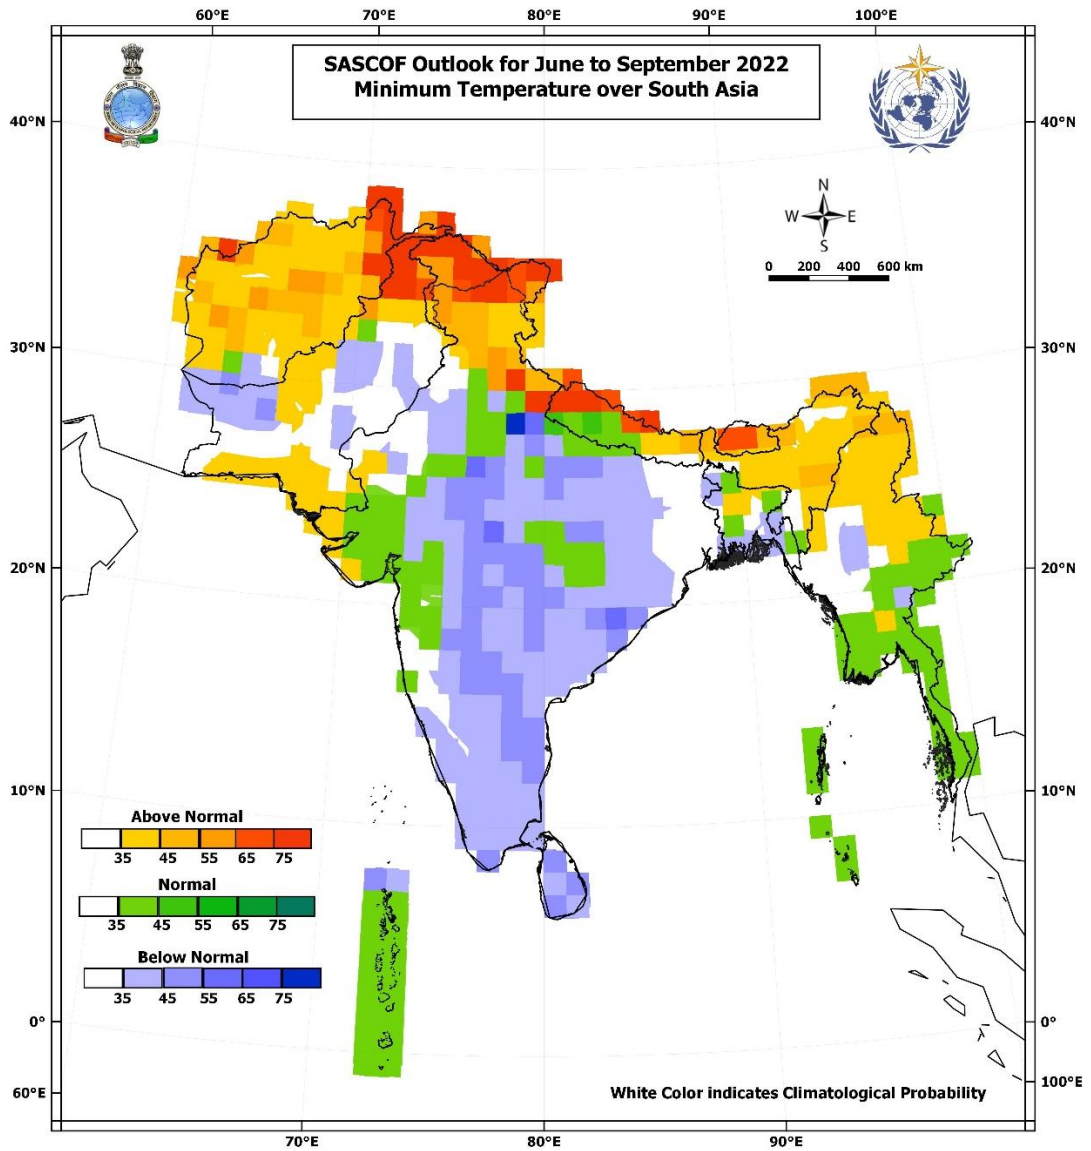 60°E 70°E 80°E 90°E 100°E
SASCOF Outlook for June to September 2022
Minimum Temperature over South Asia
40°N 40°N
N
W E
S
0 200 400 600 km
30°N 30°N
20°N 20°N
10°N 10°N
Above Normal
35 45 55 65 75
Normal
35 45 55 65 75
Below Normal
35 45 55 65 75
0° 0°
60°E 100°E
White Color indicates Climatological Probability
70°E 80°E 90°E